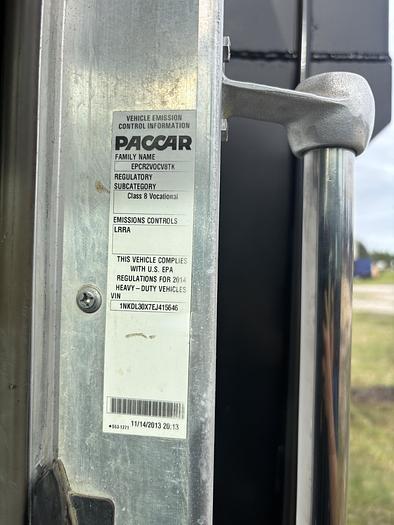 VEHICLE EMISSION
CONTROL INFORMATION
PACCAR
FAMILY NAME
EPCR2VOCV8TK
REGULATORY
SUBCATEGORY
Class 8 Vocational
EMISSIONS CONTROLS
LRRA
THIS VEHICLE COMPLIES
WITH U.S. EPA
REGULATIONS FOR 2014
HEAVY-DUTY VEHICLES
VIN
1NKDL30X7EJ415646
11/14/2013 20:13